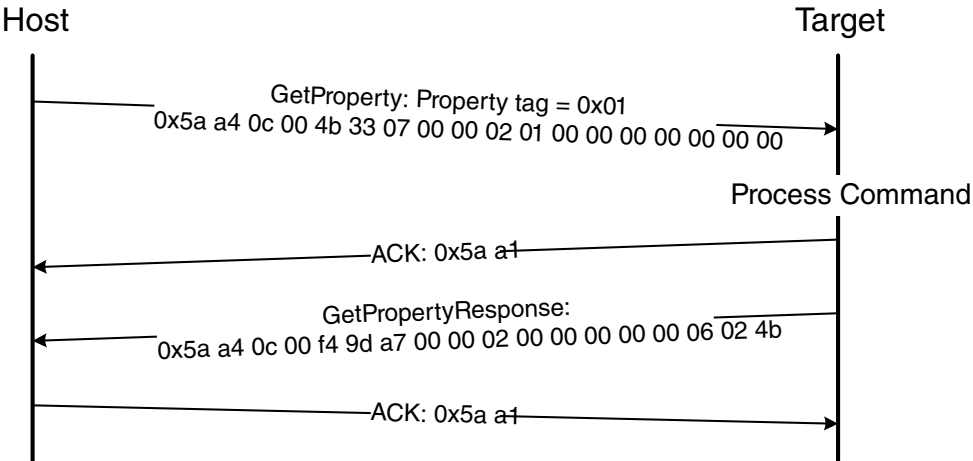 Host
Target
GetProperty: Property tag = 0x01
0x5a a4 0c 00 4b 33 07 00 00 02 01 00 00 00 00 00 00 00
Process Command
ACK: 0x5a a1
GetPropertyResponse:
0x5a a4 0c 00 f4 9d a7 00 00 02 00 00 00 00 00 06 02 4b
ACK: 0x5a a1